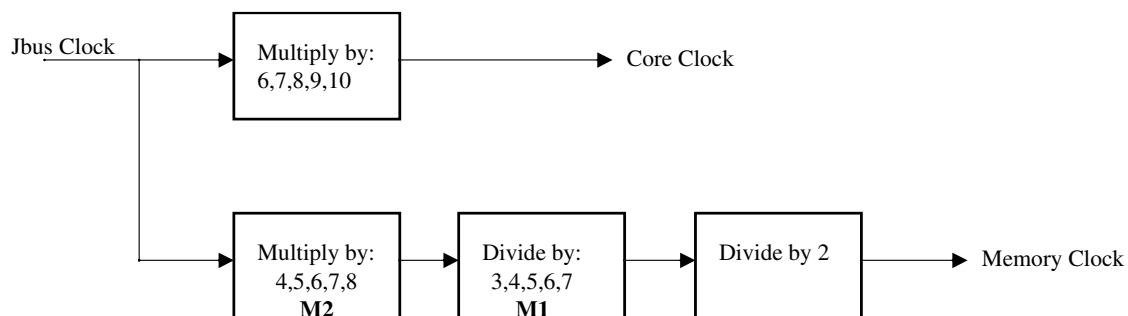 Jbus Clock
Multiply by:
6,7,8,9,10
Core Clock
Multiply by:
4,5,6,7,8
M2
Divide by:
3,4,5,6,7
M1
Divide by 2
Memory Clock